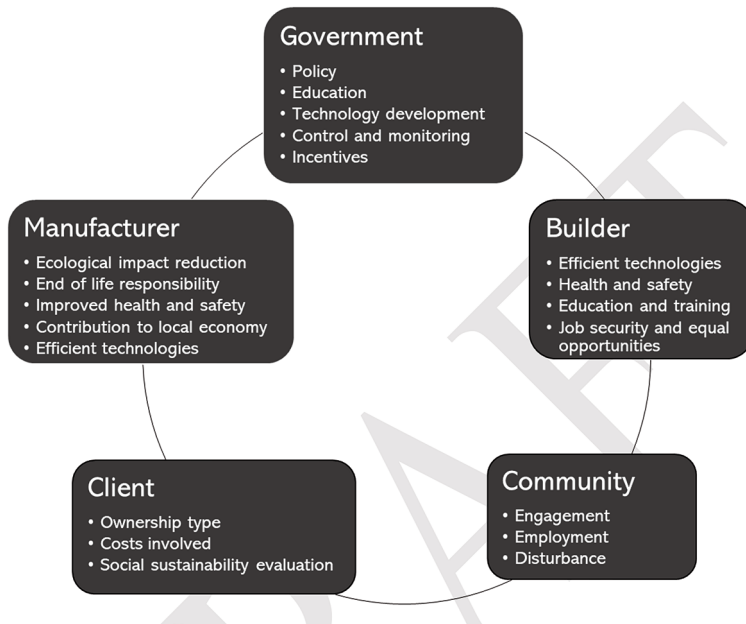 Government
• Policy
• Education
• Technology development
• Control and monitoring
• Incentives
Manufacturer
• Ecological impact reduction
• End of life responsibility
• Improved health and safety
• Contribution to local economy
• Efficient technologies
Builder
• Efficient technologies
• Health and safety
• Education and training
• Job security and equal
opportunities
Client
• Ownership type
• Costs involved
• Social sustainability evaluation
Community
• Engagement
• Employment
• Disturbance